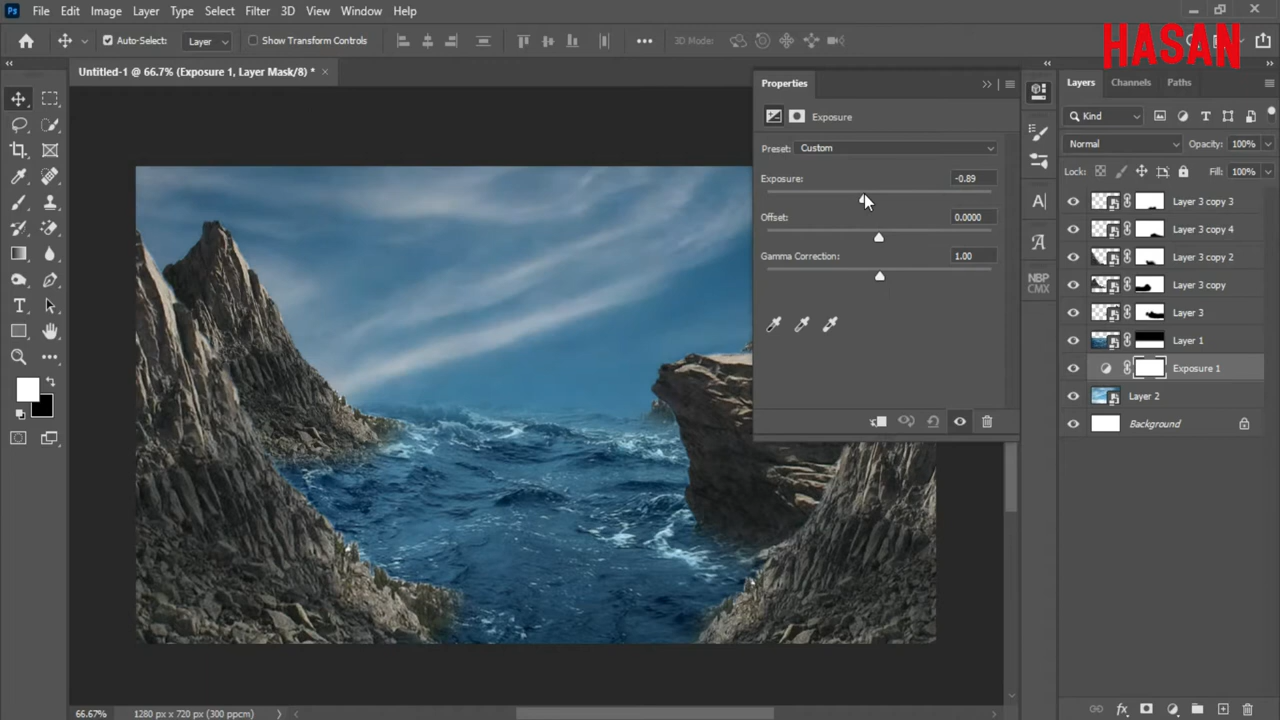 Ps File Edit Image Layer Type Select Filter 3D View Window Help
Auto-Select: Layer Show Transform Controls 3D Mode:
HASAN
Untitled-1 @ 66.7% (Exposure 1, Layer Mask/8) *
Properties
Exposure
Preset: Custom
Exposure: -0.89
Offset: 0.0000
Gamma Correction: 1.00
A|
A
NBP
CMX
Layers Channels Paths
Kind
Normal Opacity: 100%
Lock: Fill: 100%
Layer 3 copy 3
Layer 3 copy 4
Layer 3 copy 2
Layer 3 copy
Layer 3
Layer 1
Exposure 1
Layer 2
Background
66.67% 1280 px x 720 px (300 ppcm)
fx